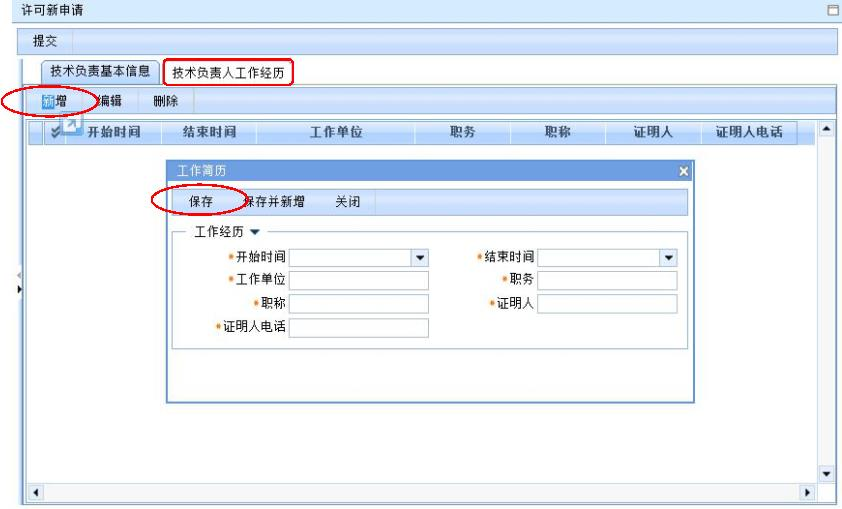 许可新申请
提交
技术负责基本信息 技术负责人工作经历
新增 编辑 删除
开始时间 结束时间 工作单位 职务 职称 证明人 证明人电话
工作简历
保存 保存并新增 关闭
工作经历
*开始时间 *结束时间
*工作单位 *职务
*职称 *证明人
*证明人电话